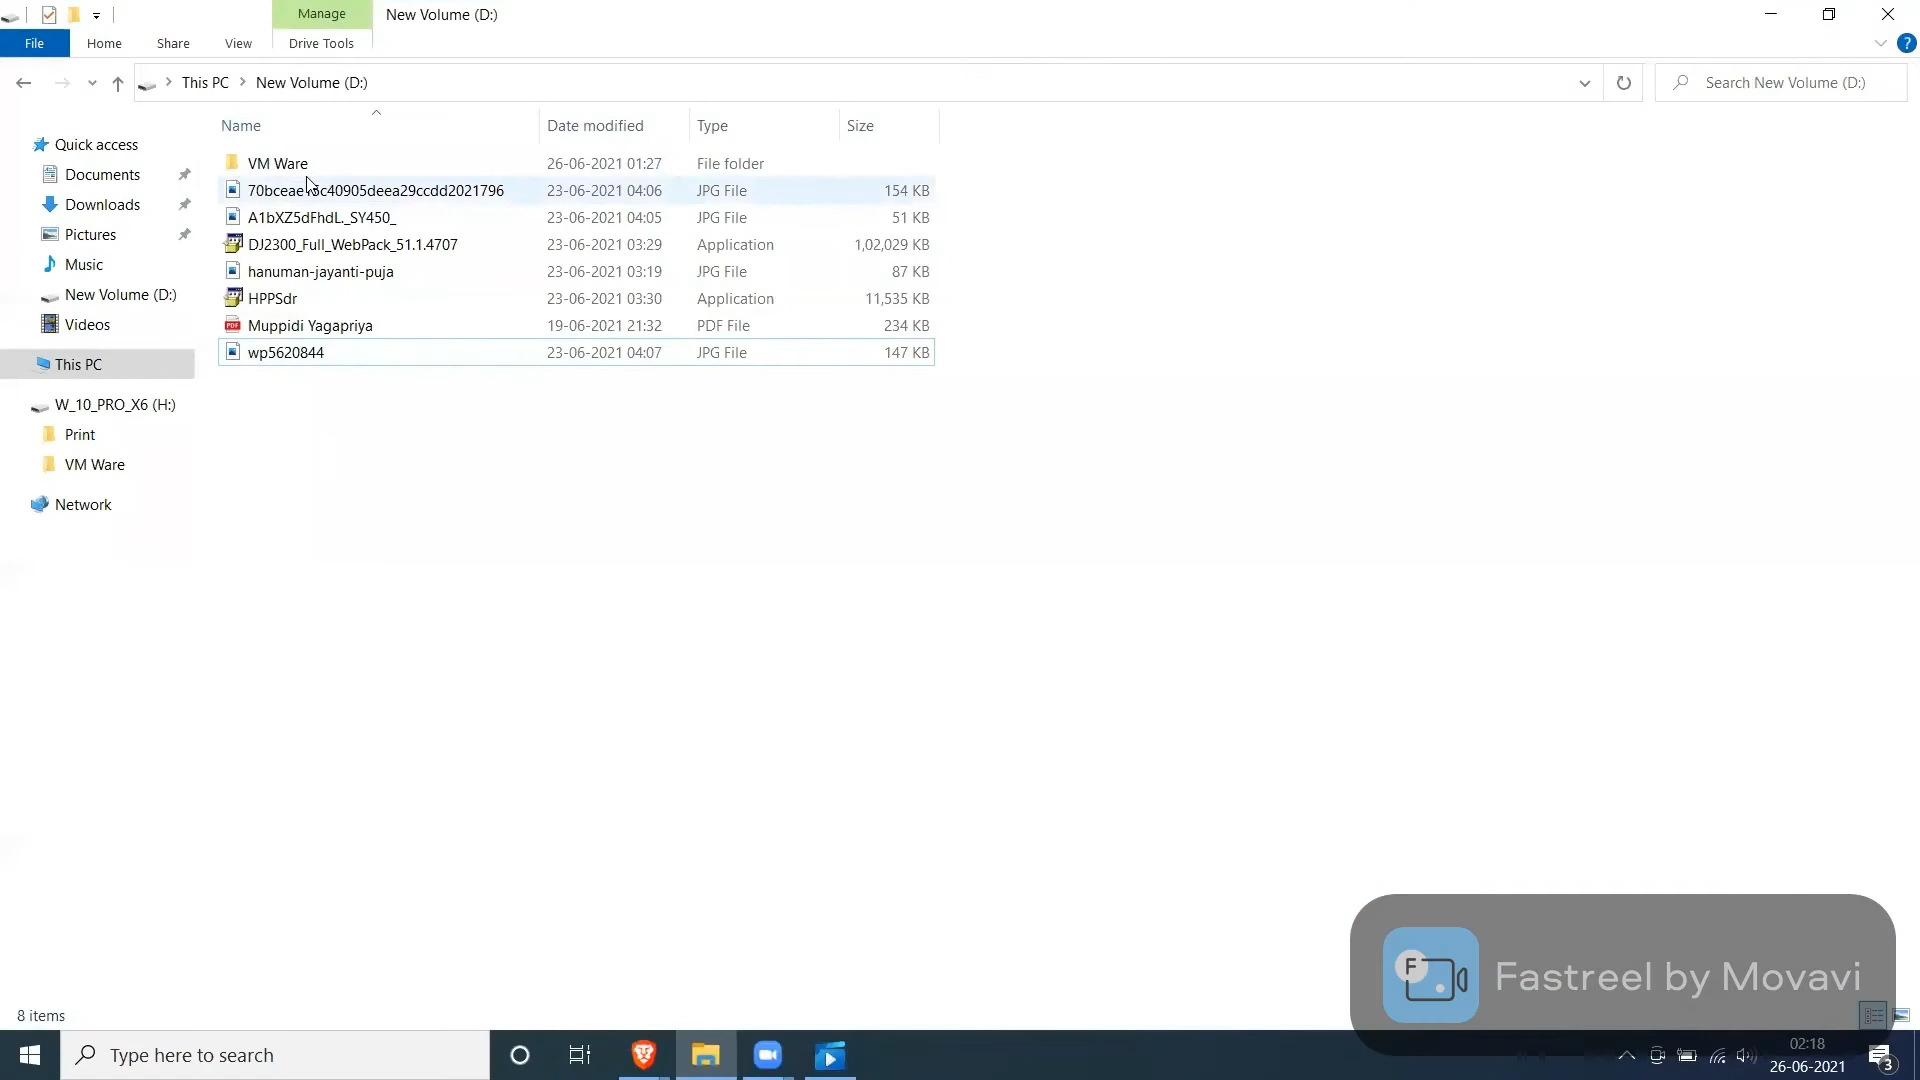 Manage New Volume (D:)
File Home Share View Drive Tools ?
This PC New Volume (D:) Search New Volume (D:)
Name Date modified Type Size
Quick access
Documents
Downloads
Pictures
Music
New Volume (D:)
Videos
This PC
W_10_PRO_X6 (H:)
Print
VM Ware
Network
VM Ware 26-06-2021 01:27 File folder
23-06-2021 04:06 JPG File 154 KB
A1bXZ5dFhdL._SY450_ 23-06-2021 04:05 JPG File 51 KB
DJ2300_Full_WebPack_51.1.4707 23-06-2021 03:29 Application 1,02,029 KB
hanuman-jayanti-puja 23-06-2021 03:19 JPG File 87 KB
HPPSdr 23-06-2021 03:30 Application 11,535 KB
PDF Muppidi Yagapriya 19-06-2021 21:32 PDF File 234 KB
wp5620844 23-06-2021 04:07 JPG File 147 KB
F Fastreel by Movavi
8 items
Type here to search
02:18
26-06-2021
3